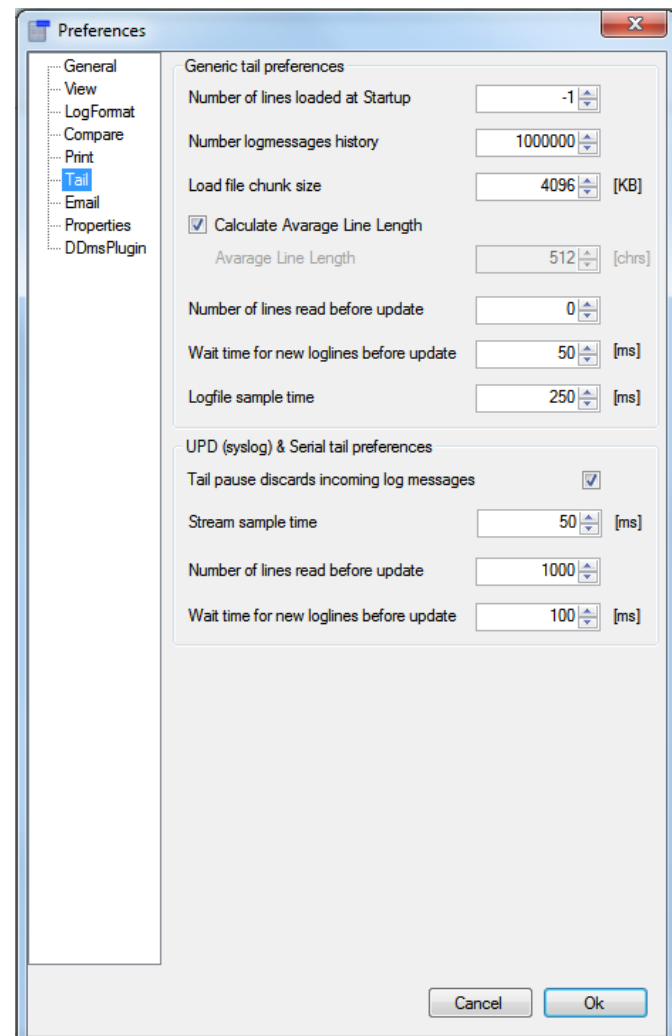 Preferences
X
General
View
LogFormat
Compare
Print
Tail
Email
Properties
DDmsPlugin
Generic tail preferences
Number of lines loaded at Startup -1
Number logmessages history 1000000
Load file chunk size 4096 [KB]
Calculate Avarage Line Length
Avarage Line Length 512 [chrs]
Number of lines read before update 0
Wait time for new loglines before update 50 [ms]
Logfile sample time 250 [ms]
UPD (syslog) & Serial tail preferences
Tail pause discards incoming log messages
Stream sample time 50 [ms]
Number of lines read before update 1000
Wait time for new loglines before update 100 [ms]
Cancel Ok